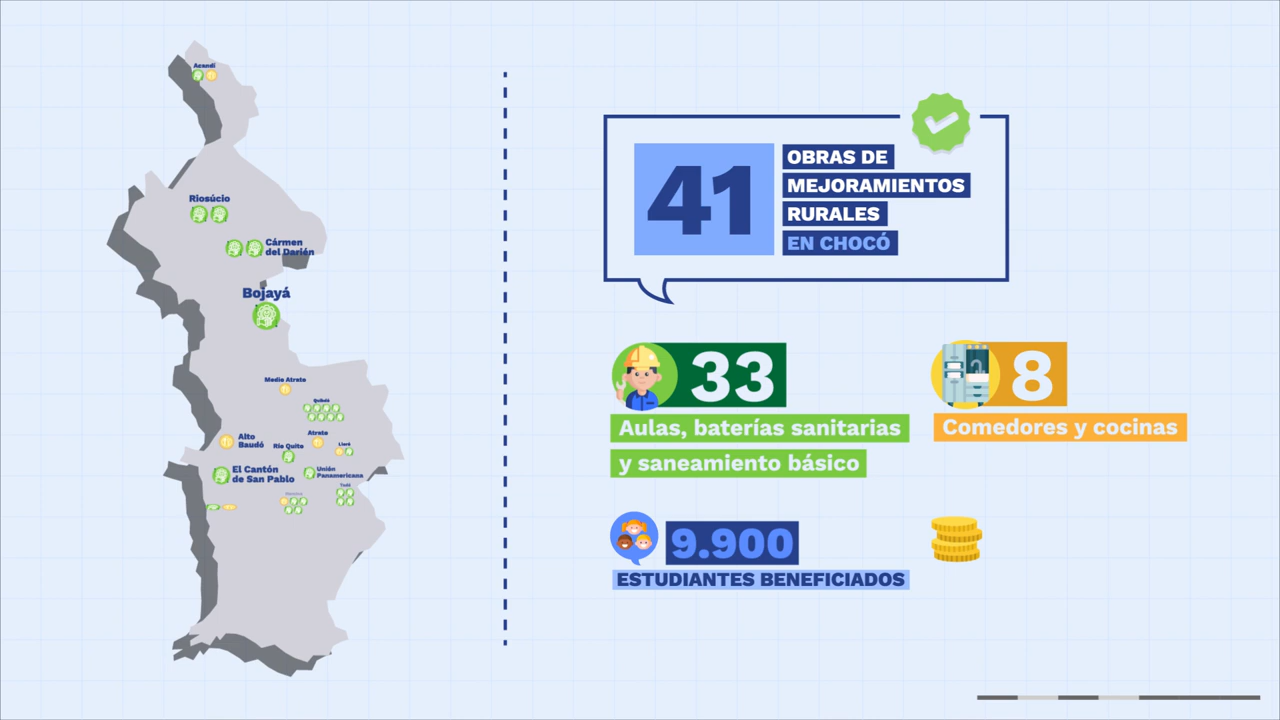 Acandí
Riosúcio
Cármen
del Darién
Bojayá
Medio Atrato
Quibdó
Alto
Baudó
Atrato
Río Quito
Lloró
El Cantón
de San Pablo
Unión
Panamericana
Tadó
41
OBRAS DE
MEJORAMIENTOS
RURALES
EN CHOCÓ
33
Aulas, baterías sanitarias
y saneamiento básico
8
Comedores y cocinas
9.900
ESTUDIANTES BENEFICIADOS